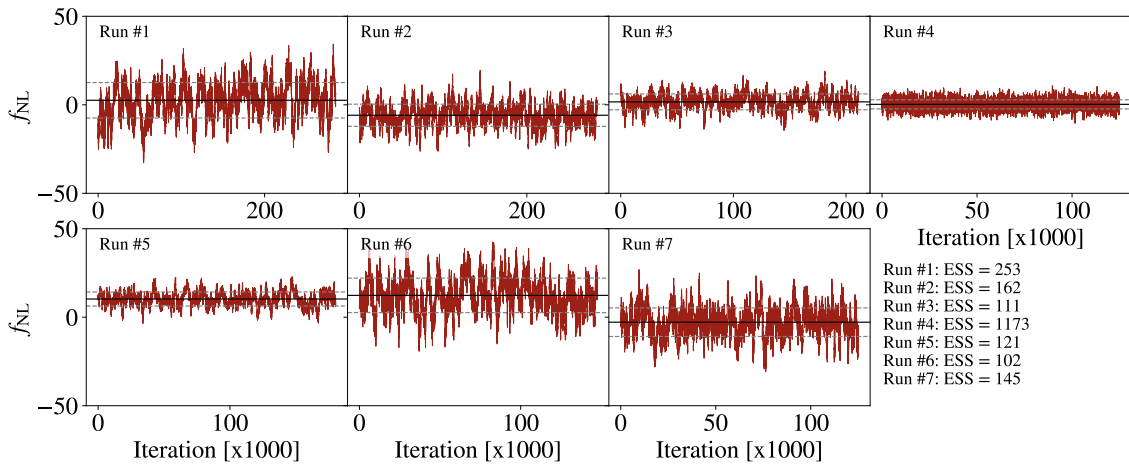 50
0
−50
f_NL
Run #1
Run #2
Run #3
Run #4
0
200
0
200
0
100
200
0
100
Iteration [x1000]
50
0
−50
f_NL
Run #5
Run #6
Run #7
0
100
0
100
0
50
100
Iteration [x1000]
Iteration [x1000]
Iteration [x1000]
Run #1: ESS = 253
Run #2: ESS = 162
Run #3: ESS = 111
Run #4: ESS = 1173
Run #5: ESS = 121
Run #6: ESS = 102
Run #7: ESS = 145